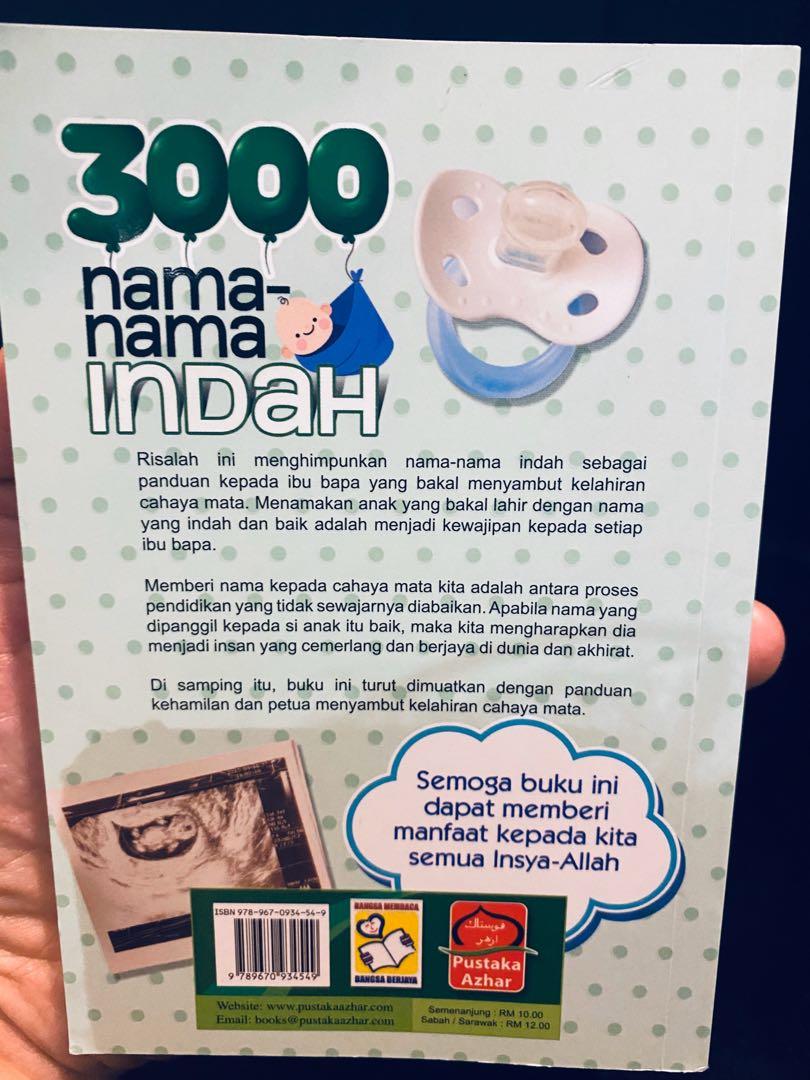 3000
nama-
nama
INDAH
Risalah ini menghimpunkan nama-nama indah sebagai
panduan kepada ibu bapa yang bakal menyambut kelahiran
cahaya mata. Menamakan anak yang bakal lahir dengan nama
yang indah dan baik adalah menjadi kewajipan kepada setiap
ibu bapa.
Memberi nama kepada cahaya mata kita adalah antara proses
pendidikan yang tidak sewajarnya diabaikan. Apabila nama yang
dipanggil kepada si anak itu baik, maka kita mengharapkan dia
menjadi insan yang cemerlang dan berjaya di dunia dan akhirat.
Di samping itu, buku ini turut dimuatkan dengan panduan
kehamilan dan petua menyambut kelahiran cahaya mata.
Semoga buku ini
dapat memberi
manfaat kepada kita
semua Insya-Allah
ISBN 978-967-0934-54-9
9 789670 934549
BANGSA MEMBACA
BANGSA BERJAYA
ڤوستاك
ازهر
Pustaka
Azhar
Website: www.pustakaazhar.com
Email: books@pustakaazhar.com
Semenanjung : RM 10.00
Sabah / Sarawak : RM 12.00